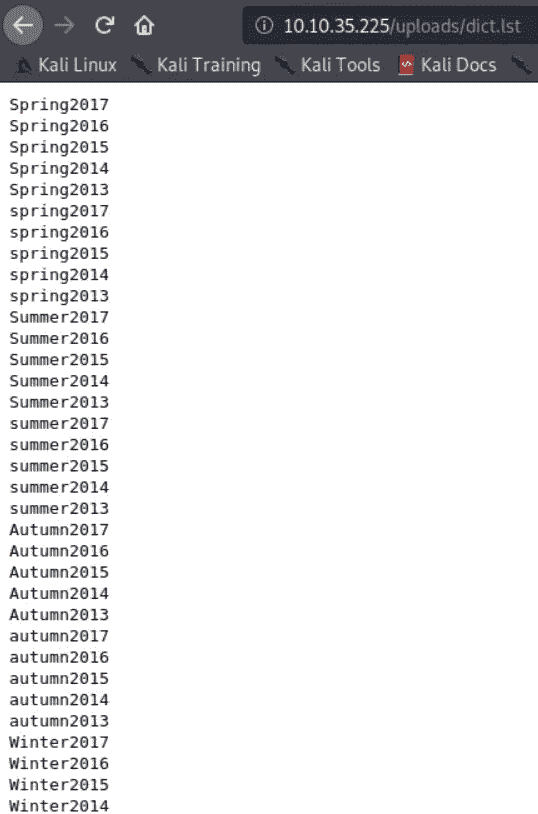 10.10.35.225/uploads/dict.lst
Kali Linux Kali Training Kali Tools Kali Docs
Spring2017
Spring2016
Spring2015
Spring2014
Spring2013
spring2017
spring2016
spring2015
spring2014
spring2013
Summer2017
Summer2016
Summer2015
Summer2014
Summer2013
summer2017
summer2016
summer2015
summer2014
summer2013
Autumn2017
Autumn2016
Autumn2015
Autumn2014
Autumn2013
autumn2017
autumn2016
autumn2015
autumn2014
autumn2013
Winter2017
Winter2016
Winter2015
Winter2014